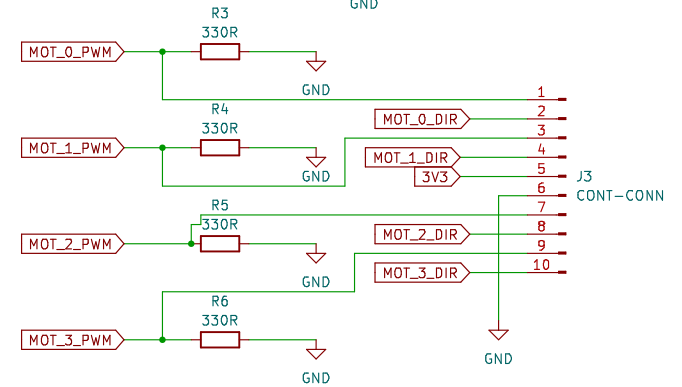 GND
R3
330R
MOT_0_PWM
GND
1
R4
2
MOT_0_DIR
330R
3
MOT_1_PWM
4
MOT_1_DIR
GND
5
3V3
J3
6
CONT-CONN
R5
7
330R
8
MOT_2_DIR
MOT_2_PWM
9
10
MOT_3_DIR
GND
R6
330R
MOT_3_PWM
GND
GND